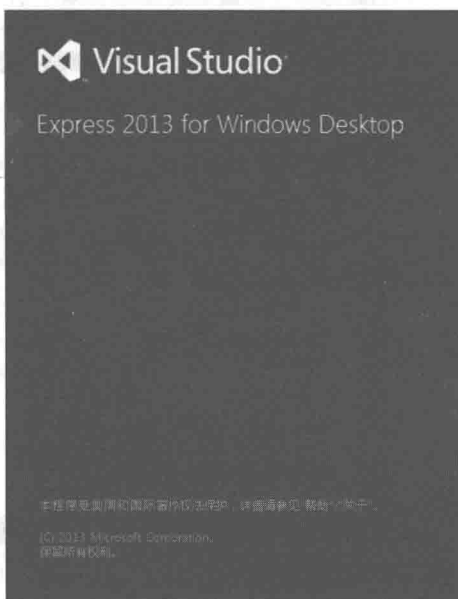 Visual Studio
Express 2013 for Windows Desktop
本程序受美国和国际著作权法保护，详情请参见“帮助”/“关于”。
(C) 2013 Microsoft Corporation.
保留所有权利。